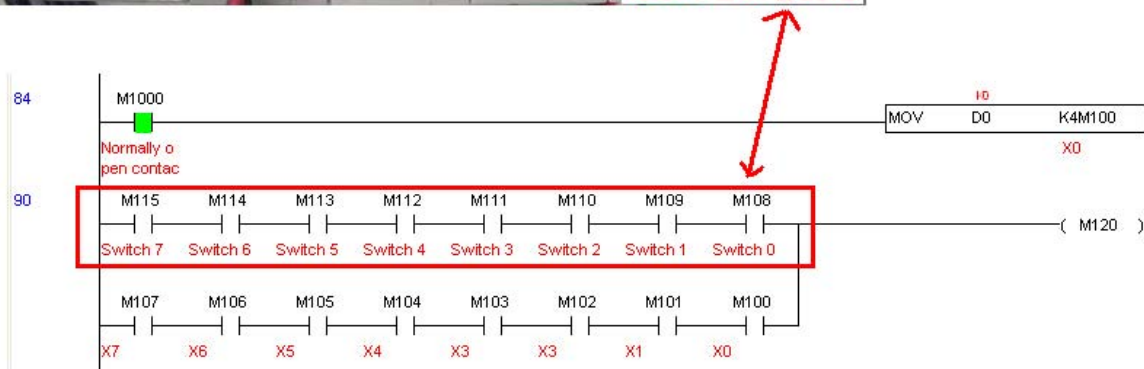 84 M1000 +0
MOV D0 K4M100
Normally o X0
pen contac
90 M115 M114 M113 M112 M111 M110 M109 M108
( M120 )
Switch 7 Switch 6 Switch 5 Switch 4 Switch 3 Switch 2 Switch 1 Switch 0
M107 M106 M105 M104 M103 M102 M101 M100
X7 X6 X5 X4 X3 X3 X1 X0